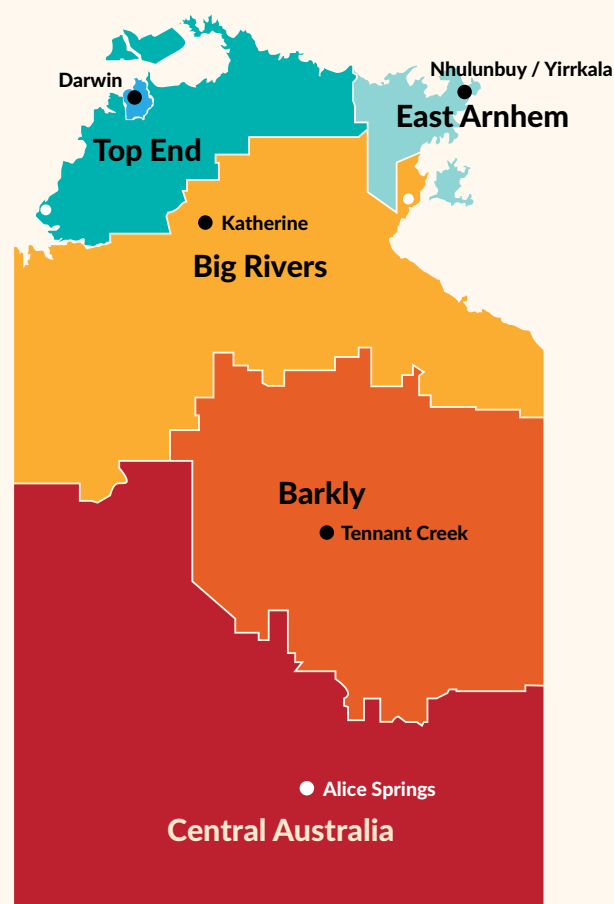 Nhulunbuy / Yirrkala
Darwin
East Arnhem
Top End
Katherine
Big Rivers
Barkly
Tennant Creek
Alice Springs
Central Australia